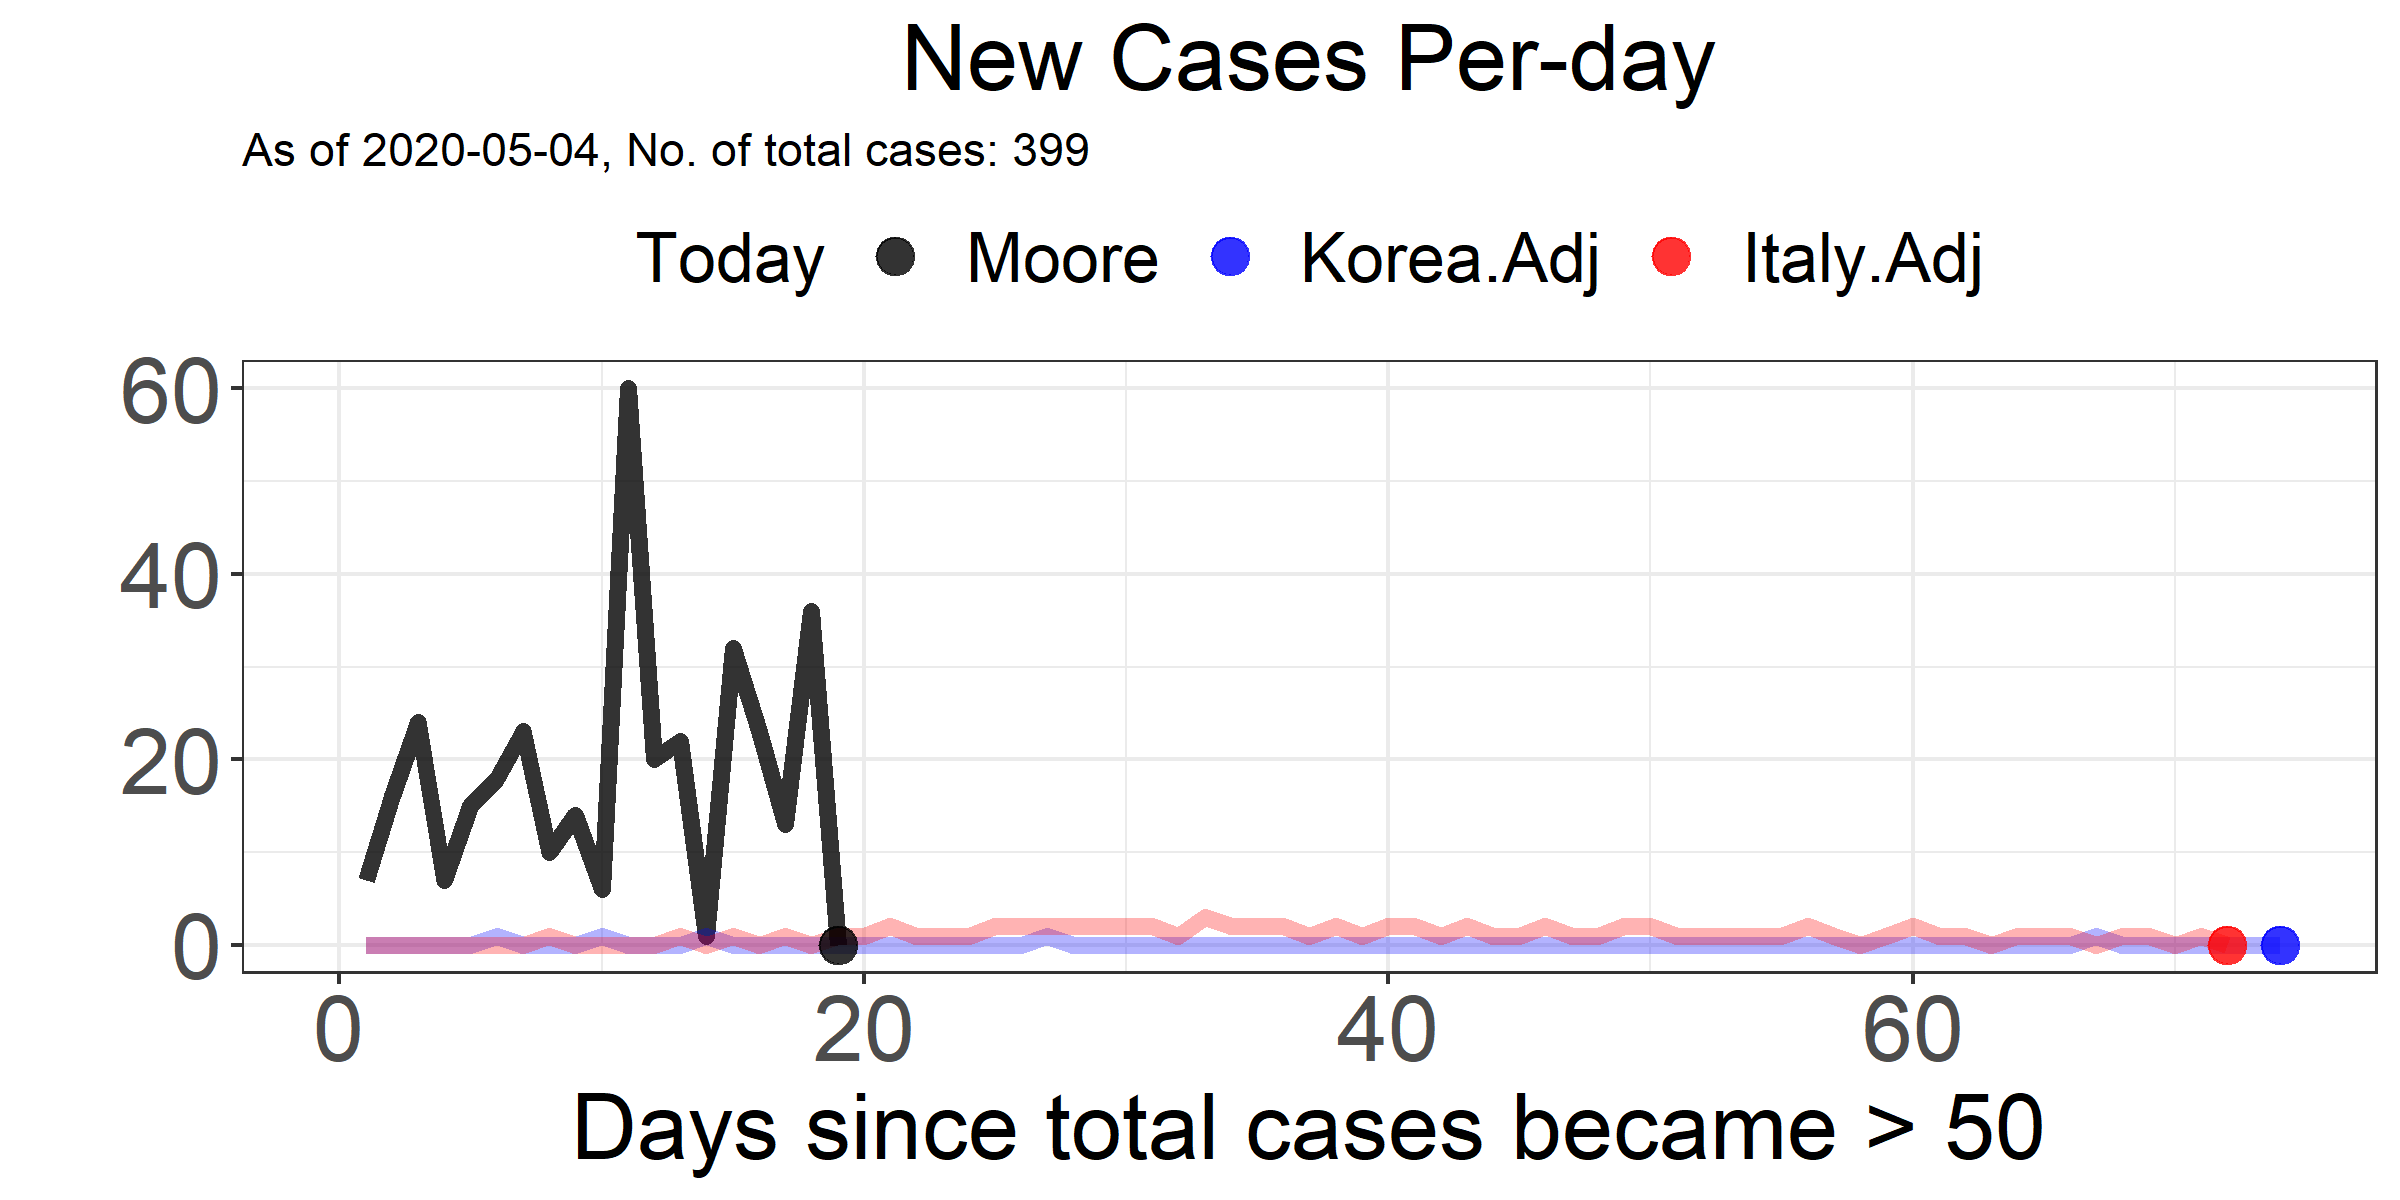 New Cases Per-day
As of 2020-05-04, No. of total cases: 399
Today Moore Korea.Adj Italy.Adj
60
40
20
0
0 20 40 60
Days since total cases became > 50